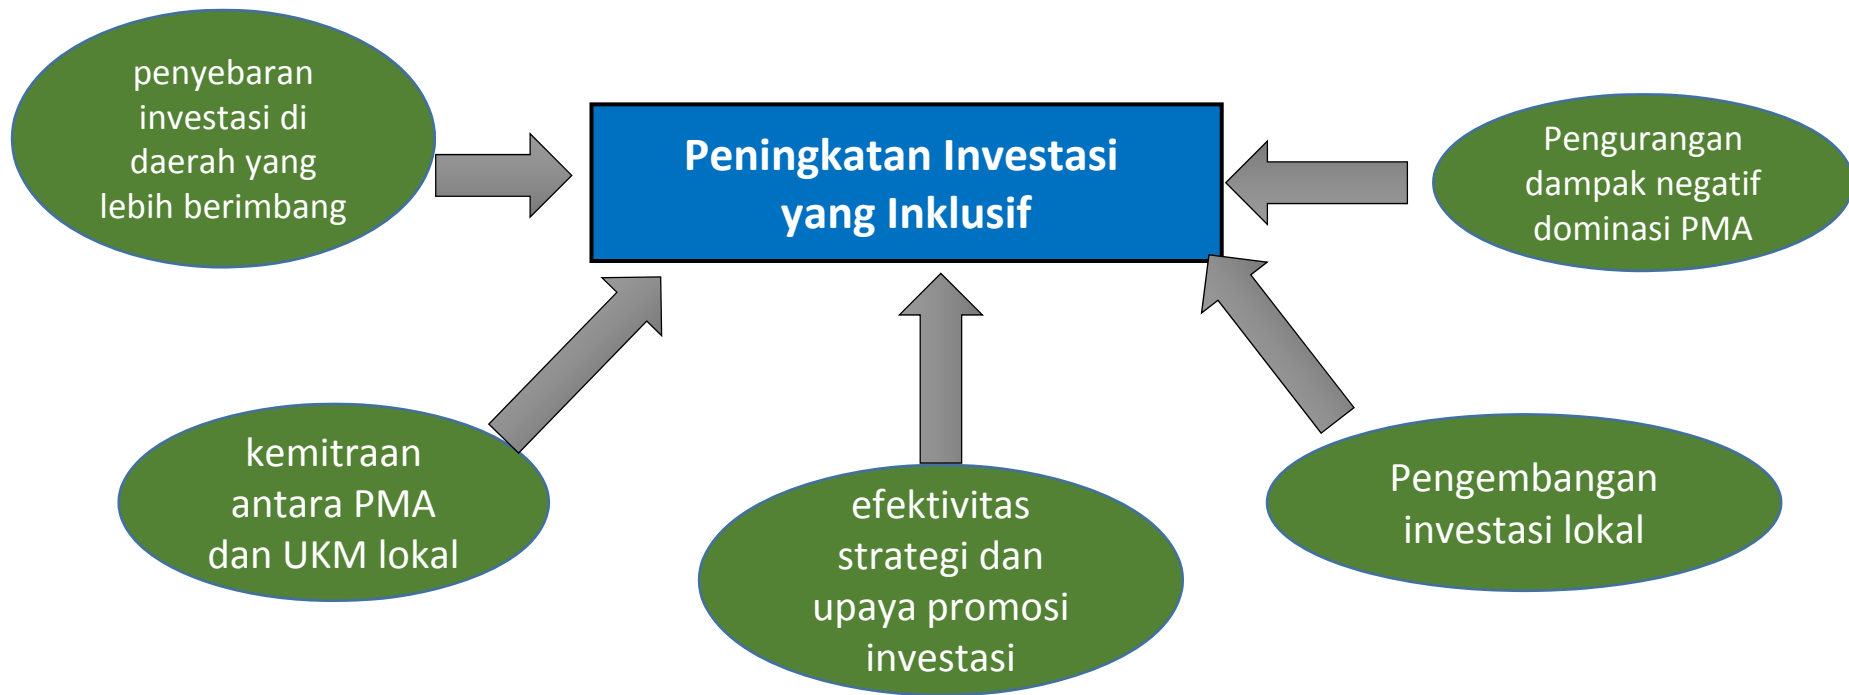 penyebaran
investasi di
daerah yang
lebih berimbang
Peningkatan Investasi
yang Inklusif
Pengurangan
dampak negatif
dominasi PMA
kemitraan
antara PMA
dan UKM lokal
efektivitas
strategi dan
upaya promosi
investasi
Pengembangan
investasi lokal